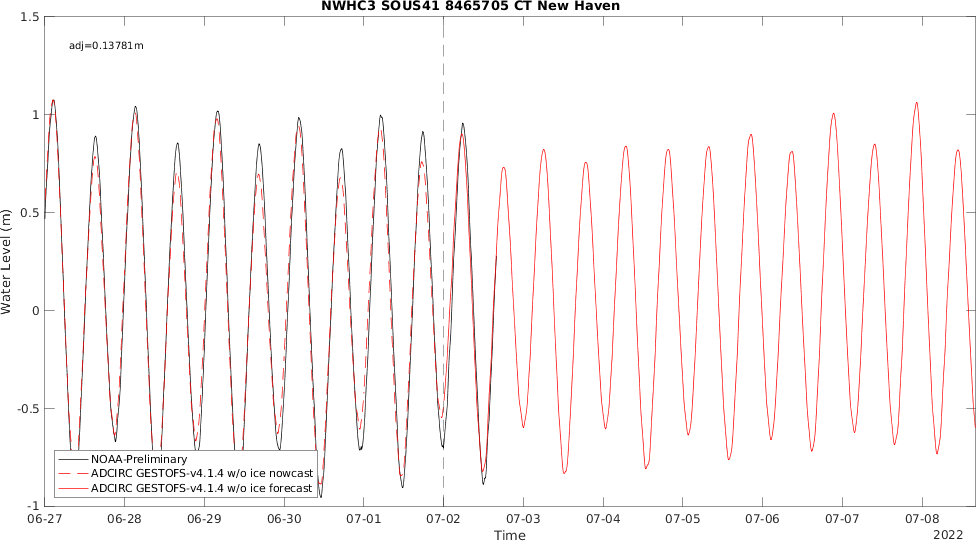 NWHC3 SOUS41 8465705 CT New Haven
1.5
adj=0.13781m
1
0.5
Water Level (m)
0
-0.5
NOAA-Preliminary
ADCIRC GESTOFS-v4.1.4 w/o ice nowcast
ADCIRC GESTOFS-v4.1.4 w/o ice forecast
-1
06-27 06-28 06-29 06-30 07-01 07-02 07-03 07-04 07-05 07-06 07-07 07-08
Time
2022